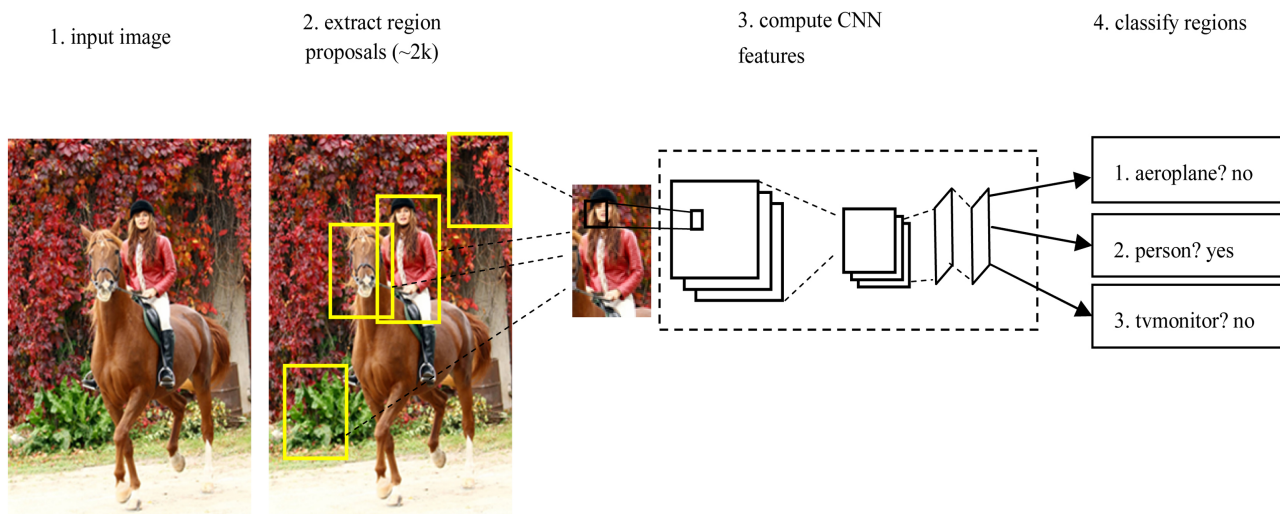 1. input image
2. extract region
proposals (~2k)
3. compute CNN
features
4. classify regions
1. aeroplane? no
2. person? yes
3. tvmonitor? no